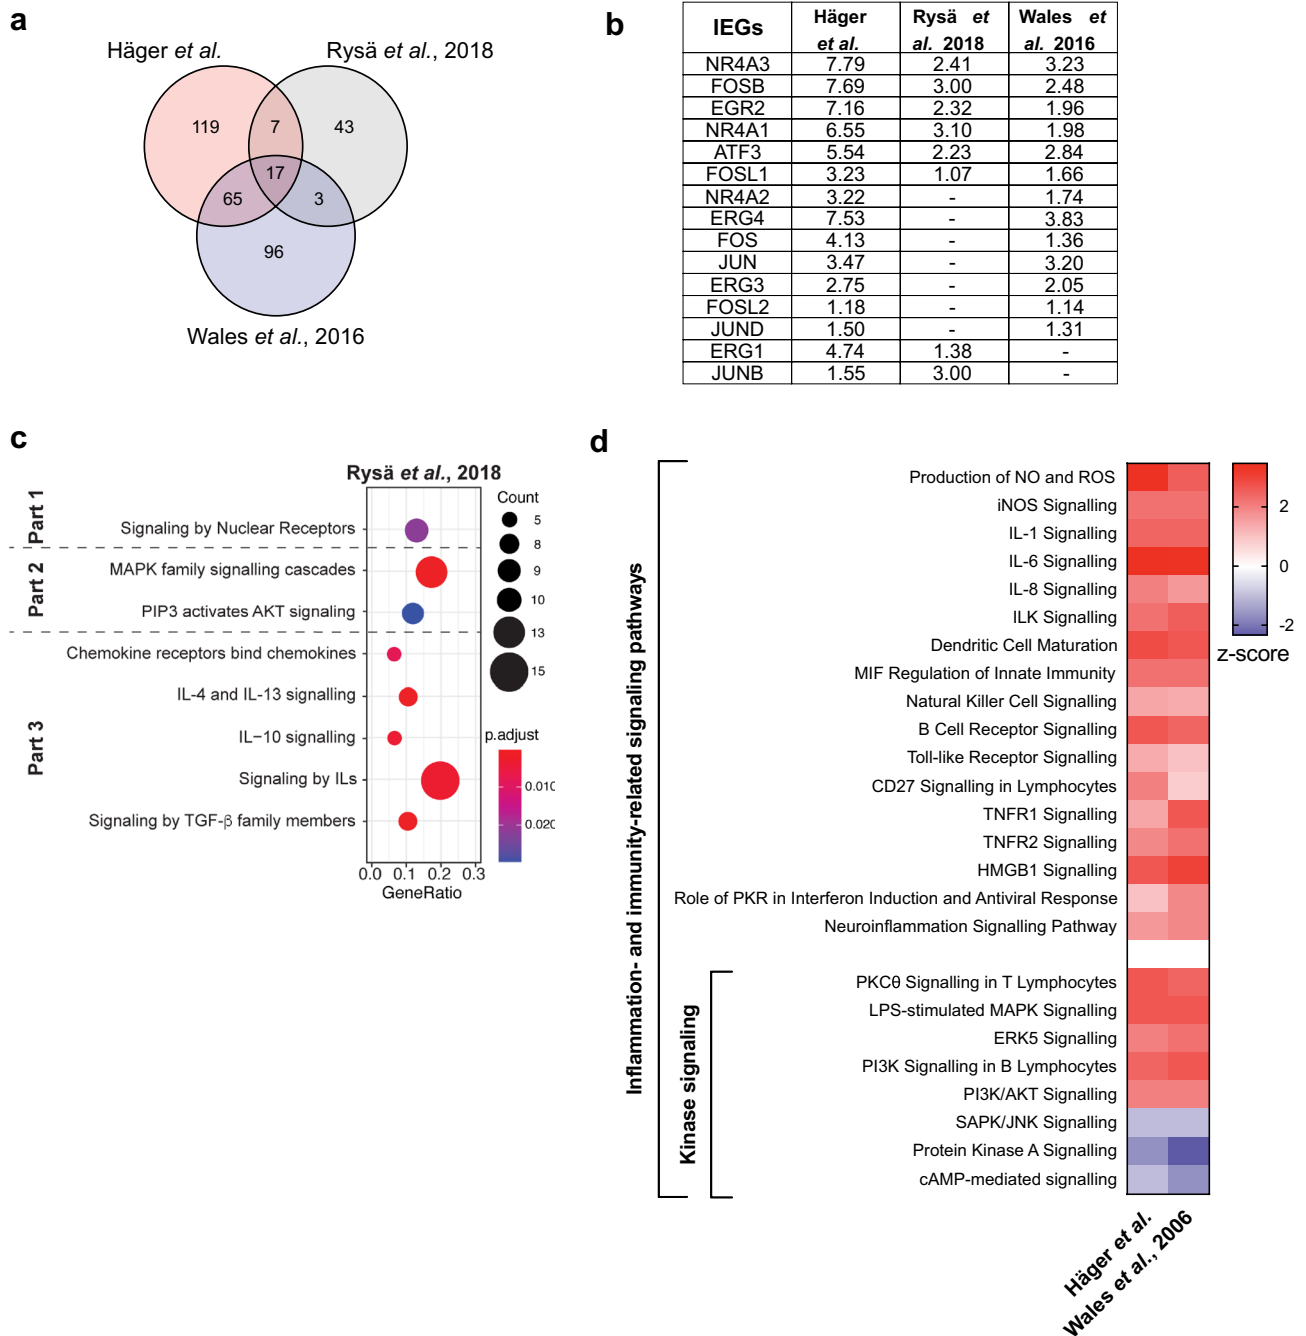 a
Häger et al.
Rysä et al., 2018
119
7
43
17
65
3
96
Wales et al., 2016
b
IEGs
Häger et al.
Rysä et al. 2018
Wales et al. 2016
NR4A3 7.79 2.41 3.23
FOSB 7.69 3.00 2.48
EGR2 7.16 2.32 1.96
NR4A1 6.55 3.10 1.98
ATF3 5.54 2.23 2.84
FOSL1 3.23 1.07 1.66
NR4A2 3.22 - 1.74
ERG4 7.53 - 3.83
FOS 4.13 - 1.36
JUN 3.47 - 3.20
ERG3 2.75 - 2.05
FOSL2 1.18 - 1.14
JUND 1.50 - 1.31
ERG1 4.74 1.38 -
JUNB 1.55 3.00 -
c
Rysä et al., 2018
Part 1
Part 2
Part 3
Signaling by Nuclear Receptors
MAPK family signalling cascades
PIP3 activates AKT signaling
Chemokine receptors bind chemokines
IL-4 and IL-13 signalling
IL−10 signalling
Signaling by ILs
Signaling by TGF-β family members
0.0 0.1 0.2 0.3
GeneRatio
Count
5
8
9
10
13
15
p.adjust
0.010
0.020
d
Inflammation- and immunity-related signaling pathways
Kinase signaling
Production of NO and ROS
iNOS Signalling
IL-1 Signalling
IL-6 Signalling
IL-8 Signalling
ILK Signalling
Dendritic Cell Maturation
MIF Regulation of Innate Immunity
Natural Killer Cell Signalling
B Cell Receptor Signalling
Toll-like Receptor Signalling
CD27 Signalling in Lymphocytes
TNFR1 Signalling
TNFR2 Signalling
HMGB1 Signalling
Role of PKR in Interferon Induction and Antiviral Response
Neuroinflammation Signalling Pathway
PKCθ Signalling in T Lymphocytes
LPS-stimulated MAPK Signalling
ERK5 Signalling
PI3K Signalling in B Lymphocytes
PI3K/AKT Signalling
SAPK/JNK Signalling
Protein Kinase A Signalling
cAMP-mediated signalling
Häger et al.
Wales et al., 2006
2
0
-2
z-score